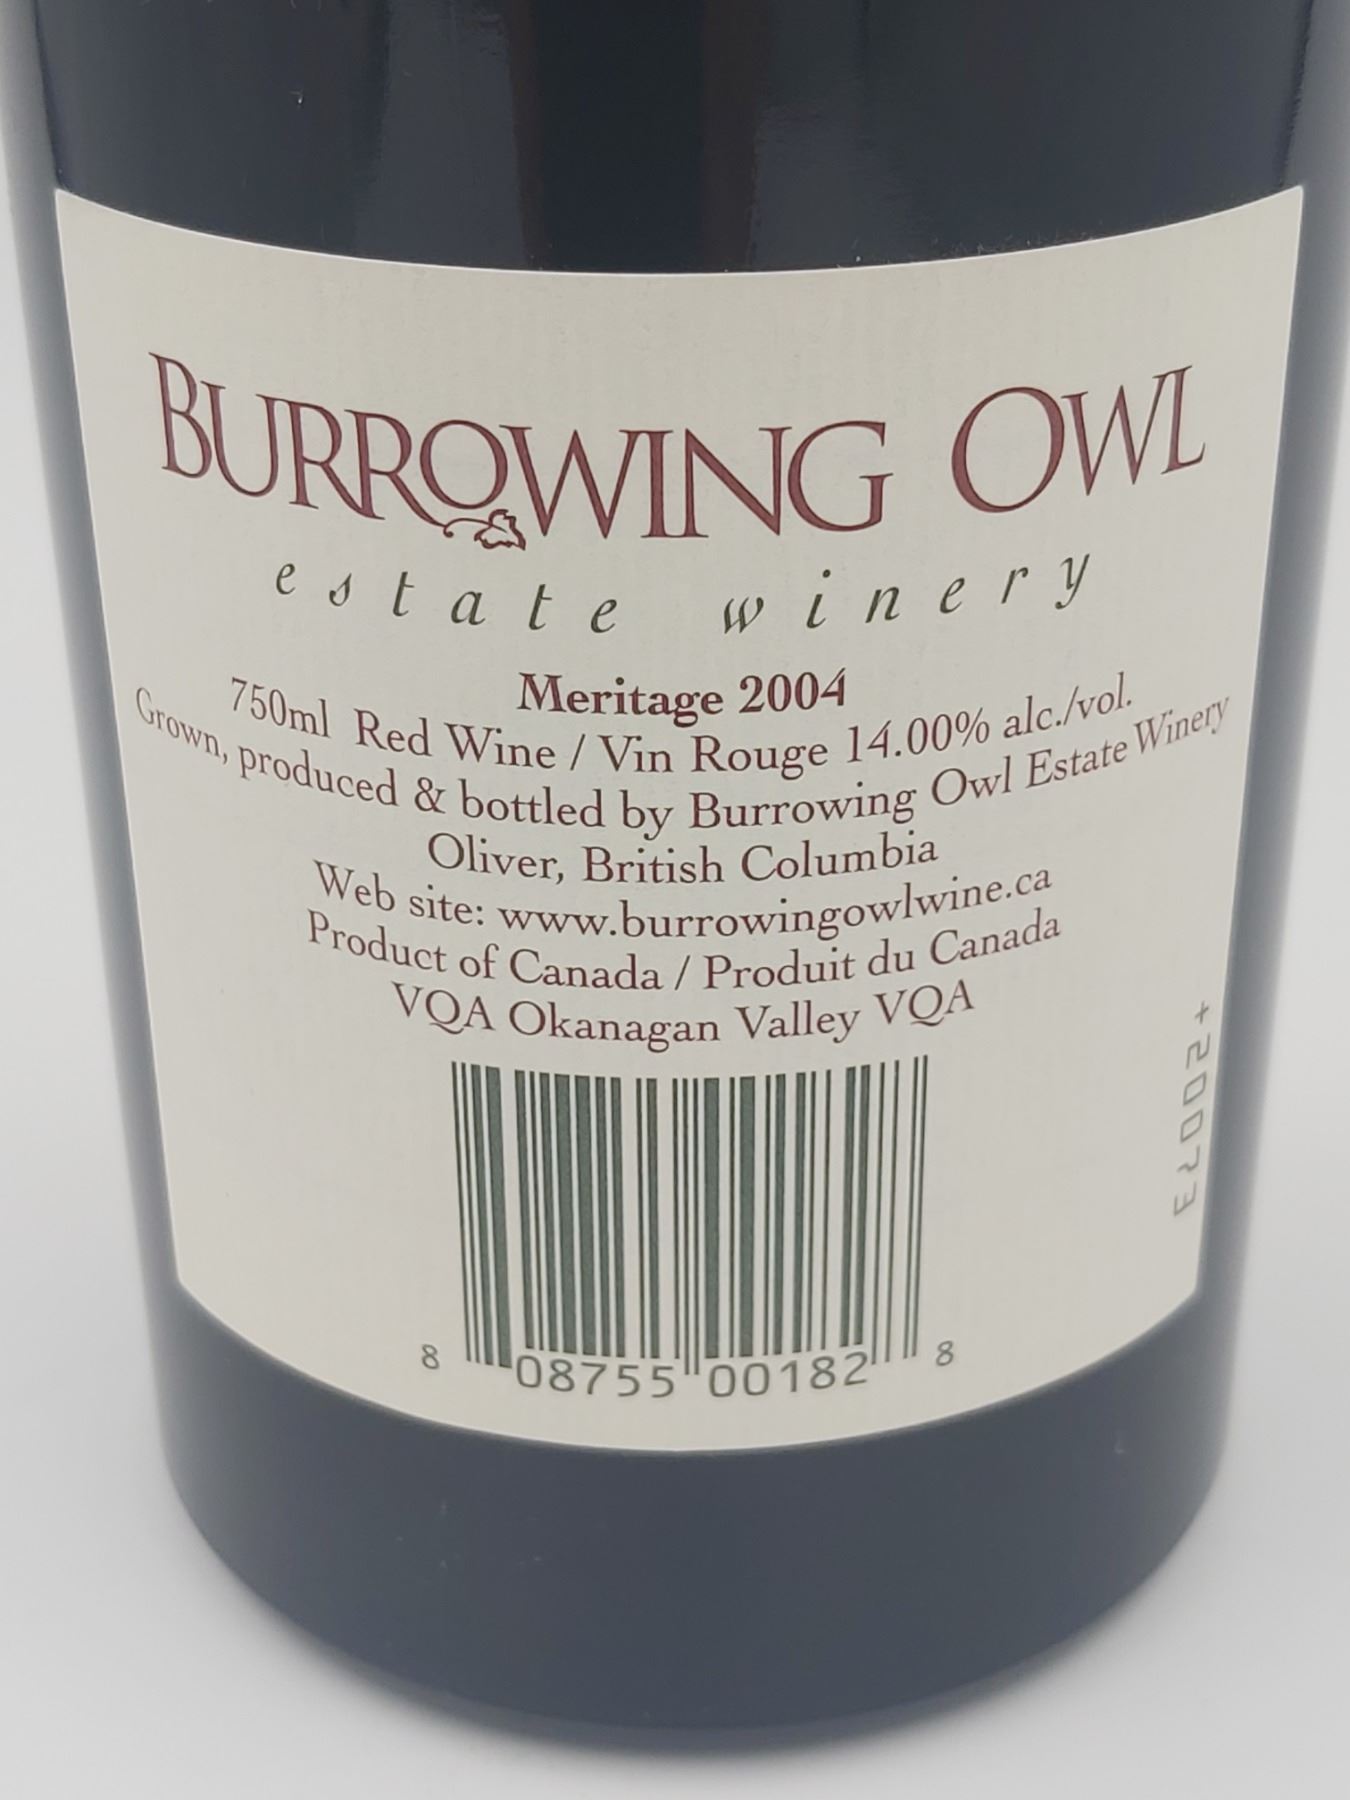 BURROWING OWL
estate winery
Meritage 2004
750ml Red Wine / Vin Rouge 14.00% alc./vol.
Grown, produced & bottled by Burrowing Owl Estate Winery
Oliver, British Columbia
Web site: www.burrowingowlwine.ca
Product of Canada / Produit du Canada
VQA Okanagan Valley VQA
+20073
8 08755 00182 8